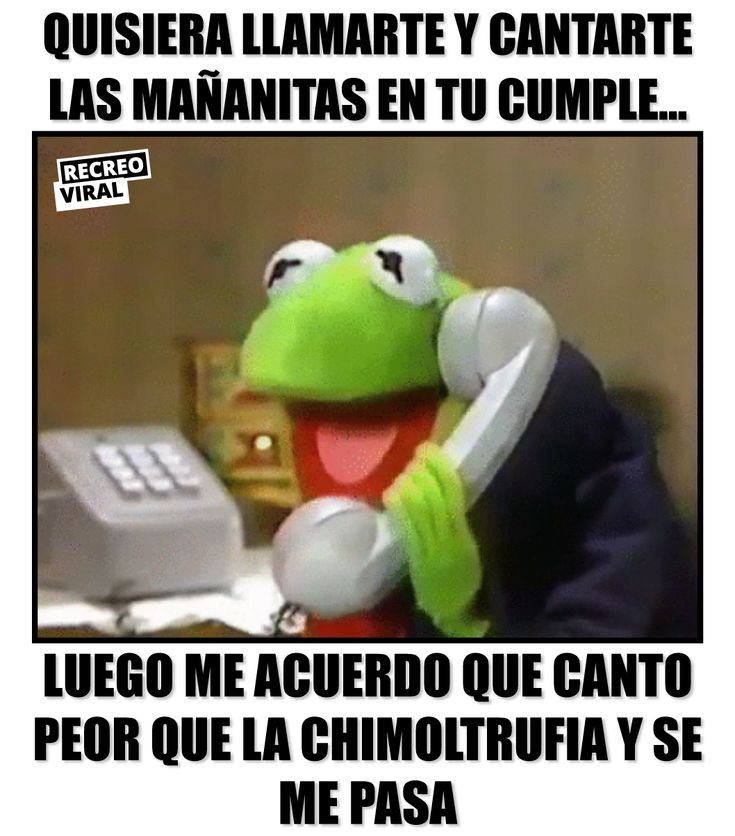 QUISIERA LLAMARTE Y CANTARTE
LAS MAÑANITAS EN TU CUMPLE...
RECREO
VIRAL
LUEGO ME ACUERDO QUE CANTO
PEOR QUE LA CHIMOLTRUFIA Y SE
ME PASA